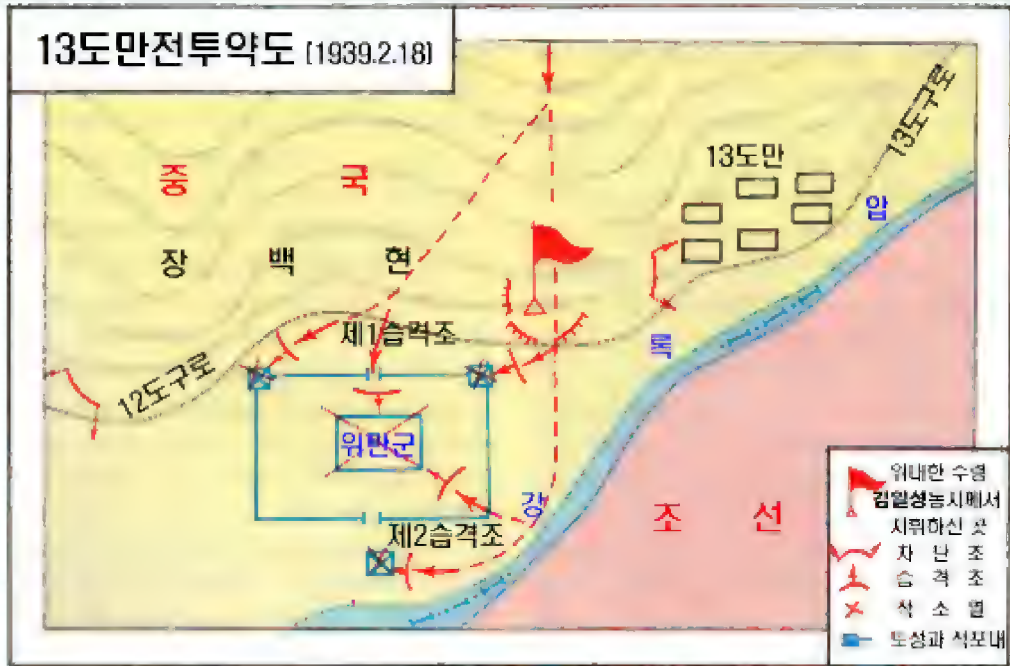 13도만전투약도 (1939.2.18)
중 국
장 백 현
13도만
13도구로
12도구로
압
록
강
제1습격조
위만군
제2습격조
조 선
위대한 수령
김일성동지께서
지휘하신 곳
차 단 조
습 격 조
적 소 멸
토성과 석포대